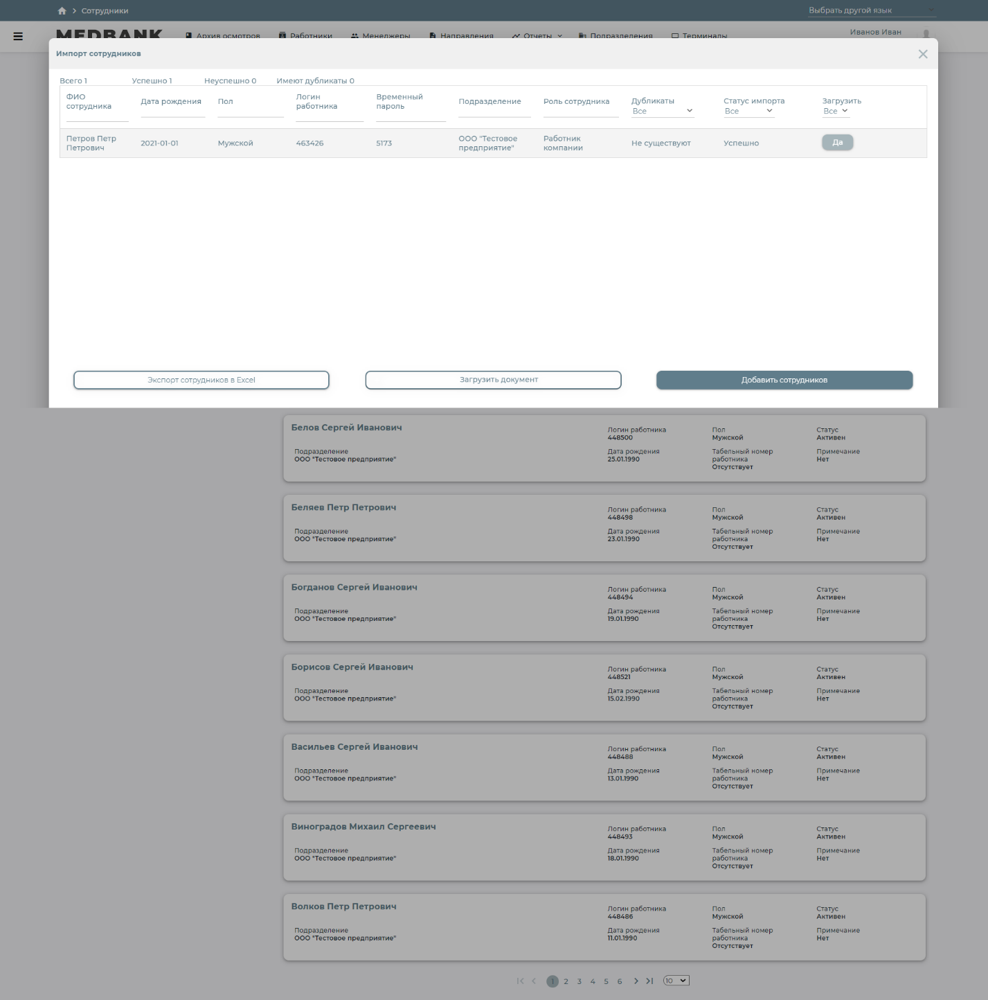 Сотрудники
Выбрать другой язык
MEDBANK
Архив осмотров
Работники
Менеджеры
Направления
Отчеты
Подразделения
Терминалы
Иванов Иван
Импорт сотрудников
Всего 1
Успешно 1
Неуспешно 0
Имеют дубликаты 0
ФИО
сотрудника
Дата рождения
Пол
Логин
работника
Временный
пароль
Подразделение
Роль сотрудника
Дубликаты
Все
Статус импорта
Все
Загрузить
Все
Петров Петр
Петрович
2021-01-01
Мужской
463426
5173
ООО "Тестовое
предприятие"
Работник
компании
Не существуют
Успешно
Да
Экспорт сотрудников в Excel
Загрузить документ
Добавить сотрудников
Белов Сергей Иванович
Логин работника
448500
Пол
Мужской
Статус
Активен
Подразделение
ООО "Тестовое предприятие"
Дата рождения
25.01.1990
Табельный номер
работника
Отсутствует
Примечание
Нет
Беляев Петр Петрович
Логин работника
448498
Пол
Мужской
Статус
Активен
Подразделение
ООО "Тестовое предприятие"
Дата рождения
23.01.1990
Табельный номер
работника
Отсутствует
Примечание
Нет
Богданов Сергей Иванович
Логин работника
448494
Пол
Мужской
Статус
Активен
Подразделение
ООО "Тестовое предприятие"
Дата рождения
19.01.1990
Табельный номер
работника
Отсутствует
Примечание
Нет
Борисов Сергей Иванович
Логин работника
448521
Пол
Мужской
Статус
Активен
Подразделение
ООО "Тестовое предприятие"
Дата рождения
15.02.1990
Табельный номер
работника
Отсутствует
Примечание
Нет
Васильев Сергей Иванович
Логин работника
448488
Пол
Мужской
Статус
Активен
Подразделение
ООО "Тестовое предприятие"
Дата рождения
13.01.1990
Табельный номер
работника
Отсутствует
Примечание
Нет
Виноградов Михаил Сергеевич
Логин работника
448493
Пол
Мужской
Статус
Активен
Подразделение
ООО "Тестовое предприятие"
Дата рождения
18.01.1990
Табельный номер
работника
Отсутствует
Примечание
Нет
Волков Петр Петрович
Логин работника
448486
Пол
Мужской
Статус
Активен
Подразделение
ООО "Тестовое предприятие"
Дата рождения
11.01.1990
Табельный номер
работника
Отсутствует
Примечание
Нет
1 2 3 4 5 6 10